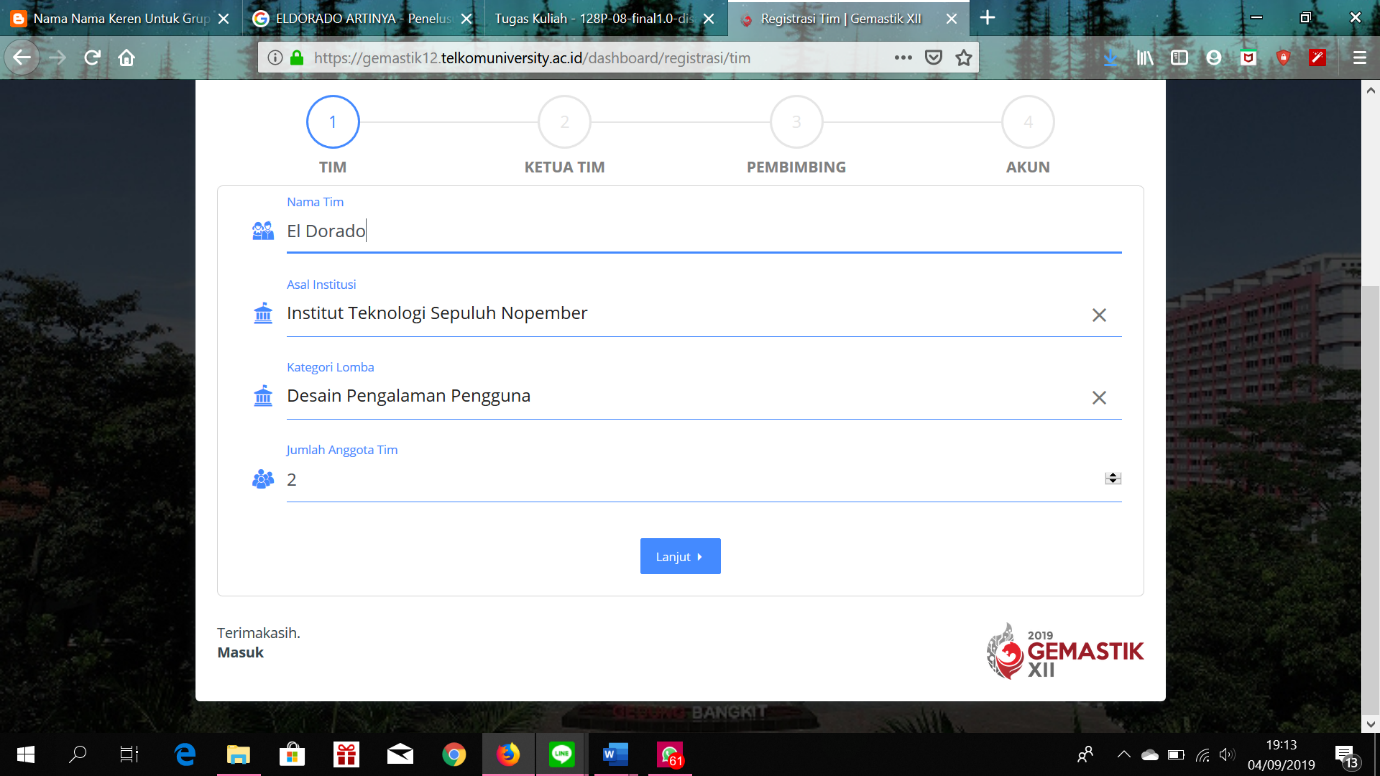 Nama Nama Keren Untuk Grup
ELDORADO ARTINYA - Penelus
Tugas Kuliah - 128P-08-final1.0-dis
Registrasi Tim | Gemastik XII
https://gemastik12.telkomuniversity.ac.id/dashboard/registrasi/tim
1
2
3
4
TIM
KETUA TIM
PEMBIMBING
AKUN
Nama Tim
El Dorado
Asal Institusi
Institut Teknologi Sepuluh Nopember
Kategori Lomba
Desain Pengalaman Pengguna
Jumlah Anggota Tim
2
Lanjut
Terimakasih.
Masuk
2019
GEMASTIK
XII
GEDUNG BANGKIT
61
19:13
04/09/2019
13